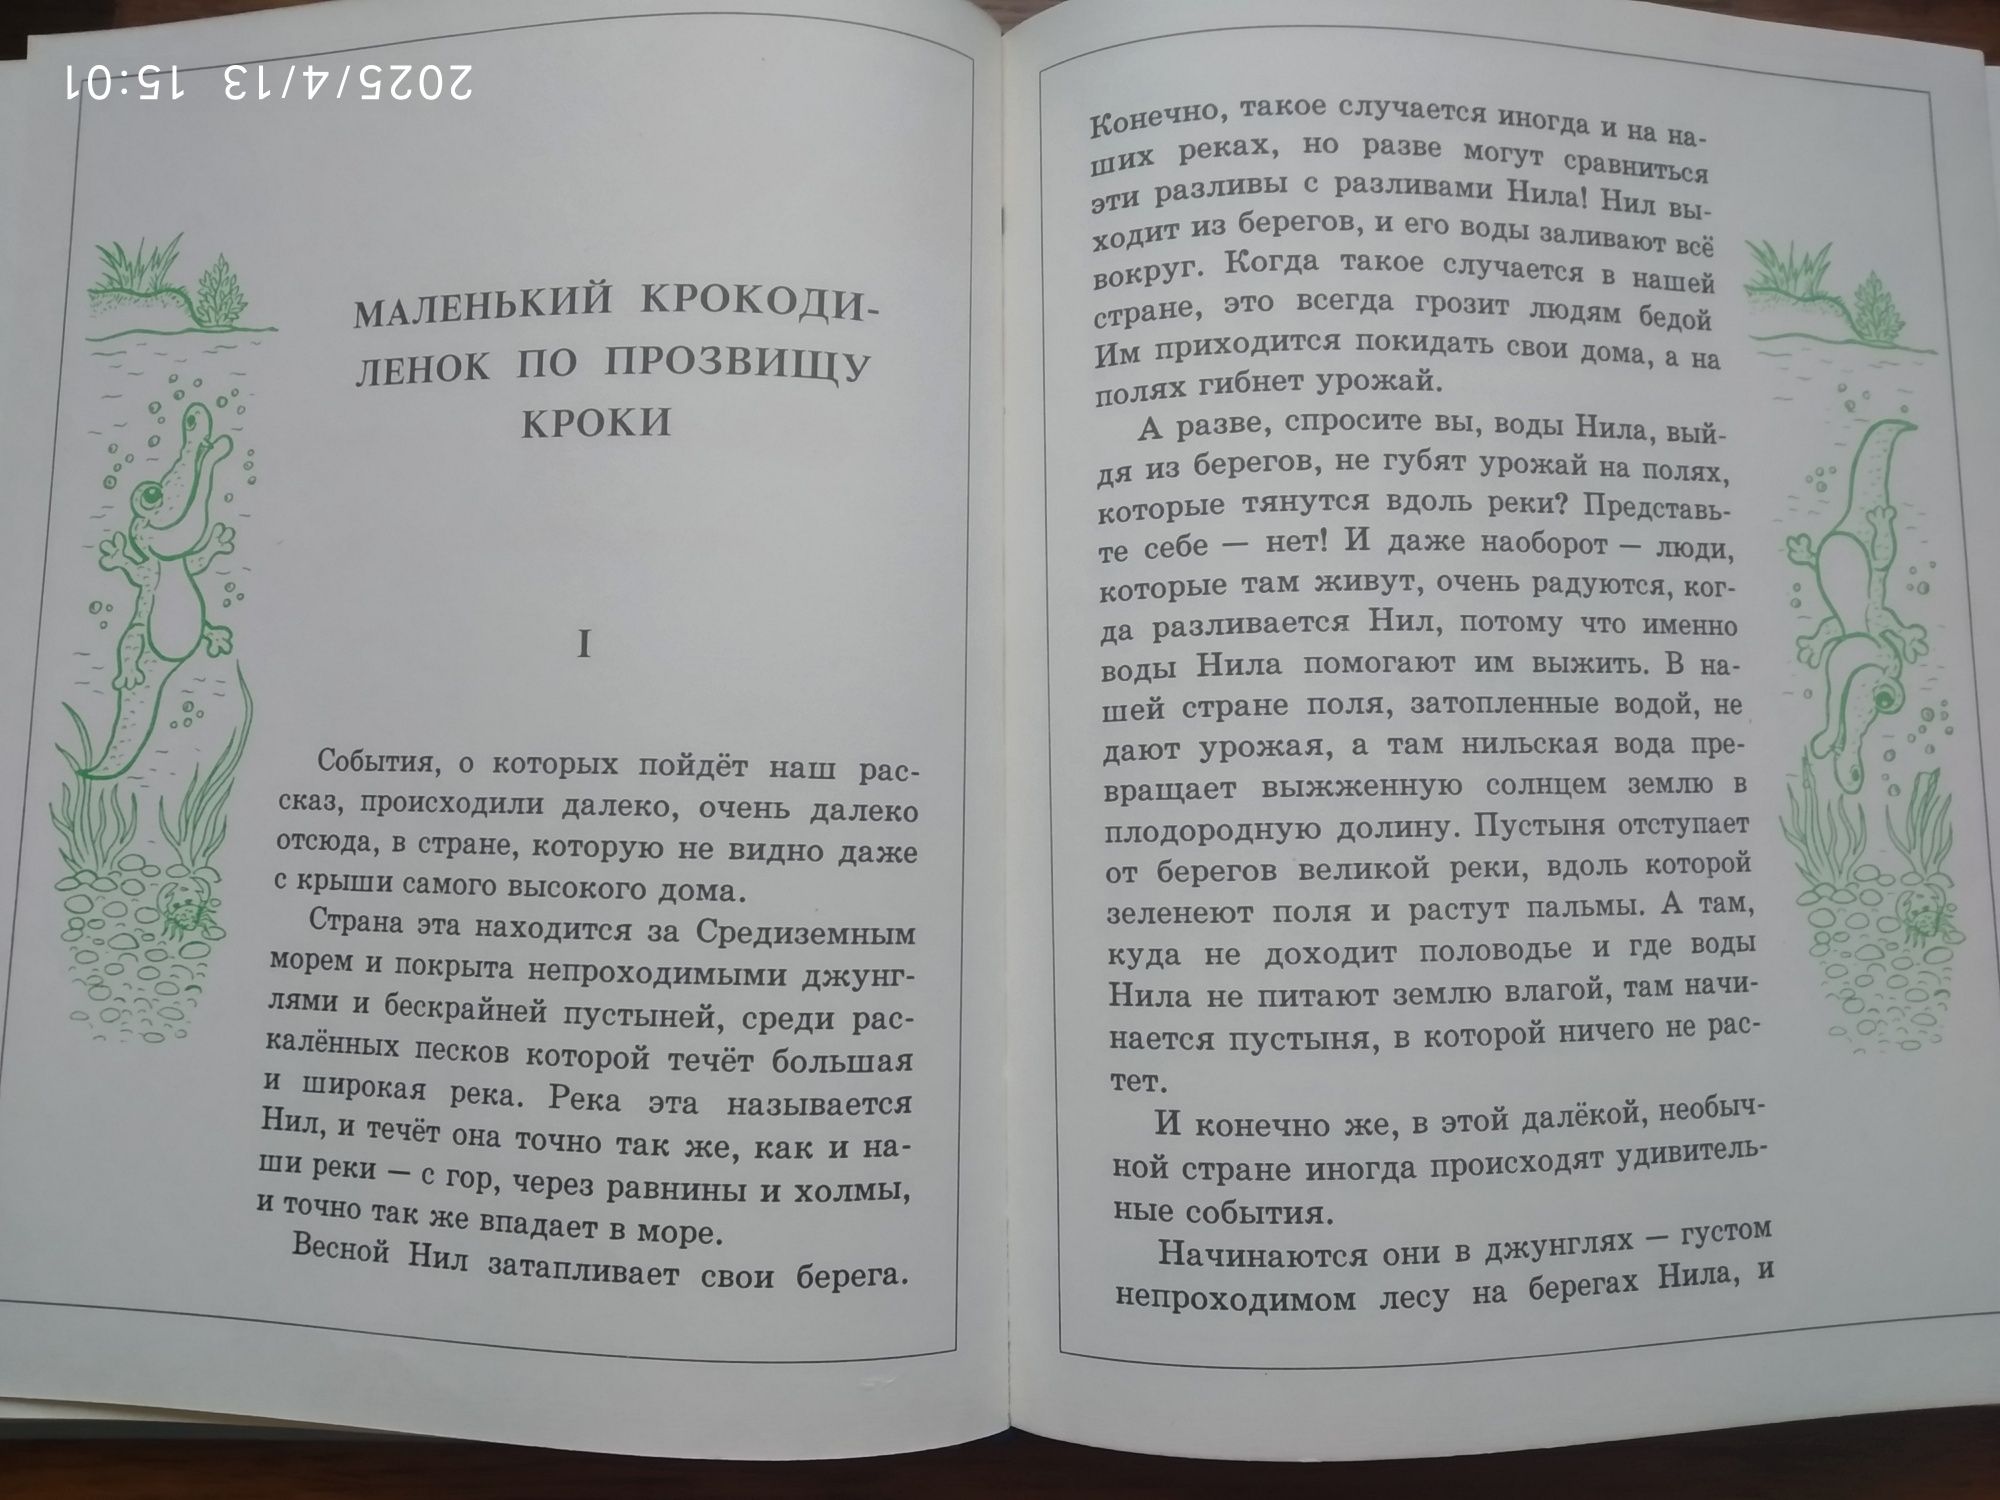 2025/4/13 15:01
МАЛЕНЬКИЙ КРОКОДИ-
ЛЕНОК ПО ПРОЗВИЩУ
КРОКИ
I
События, о которых пойдёт наш рас-
сказ, происходили далеко, очень далеко
отсюда, в стране, которую не видно даже
с крыши самого высокого дома.
Страна эта находится за Средиземным
морем и покрыта непроходимыми джунг-
лями и бескрайней пустыней, среди рас-
калённых песков которой течёт большая
и широкая река. Река эта называется
Нил, и течёт она точно так же, как и на-
ши реки — с гор, через равнины и холмы,
и точно так же впадает в море.
Весной Нил затапливает свои берега.
Конечно, такое случается иногда и на на-
ших реках, но разве могут сравниться
эти разливы с разливами Нила! Нил вы-
ходит из берегов, и его воды заливают всё
вокруг. Когда такое случается в нашей
стране, это всегда грозит людям бедой
Им приходится покидать свои дома, а на
полях гибнет урожай.
А разве, спросите вы, воды Нила, вый-
дя из берегов, не губят урожай на полях,
которые тянутся вдоль реки? Представь-
те себе — нет! И даже наоборот — люди,
которые там живут, очень радуются, ког-
да разливается Нил, потому что именно
воды Нила помогают им выжить. В на-
шей стране поля, затопленные водой, не
дают урожая, а там нильская вода пре-
вращает выжженную солнцем землю в
плодородную долину. Пустыня отступает
от берегов великой реки, вдоль которой
зеленеют поля и растут пальмы. А там,
куда не доходит половодье и где воды
Нила не питают землю влагой, там начи-
нается пустыня, в которой ничего не рас-
тет.
И конечно же, в этой далёкой, необыч-
ной стране иногда происходят удивитель-
ные события.
Начинаются они в джунглях — густом
непроходимом лесу на берегах Нила, и